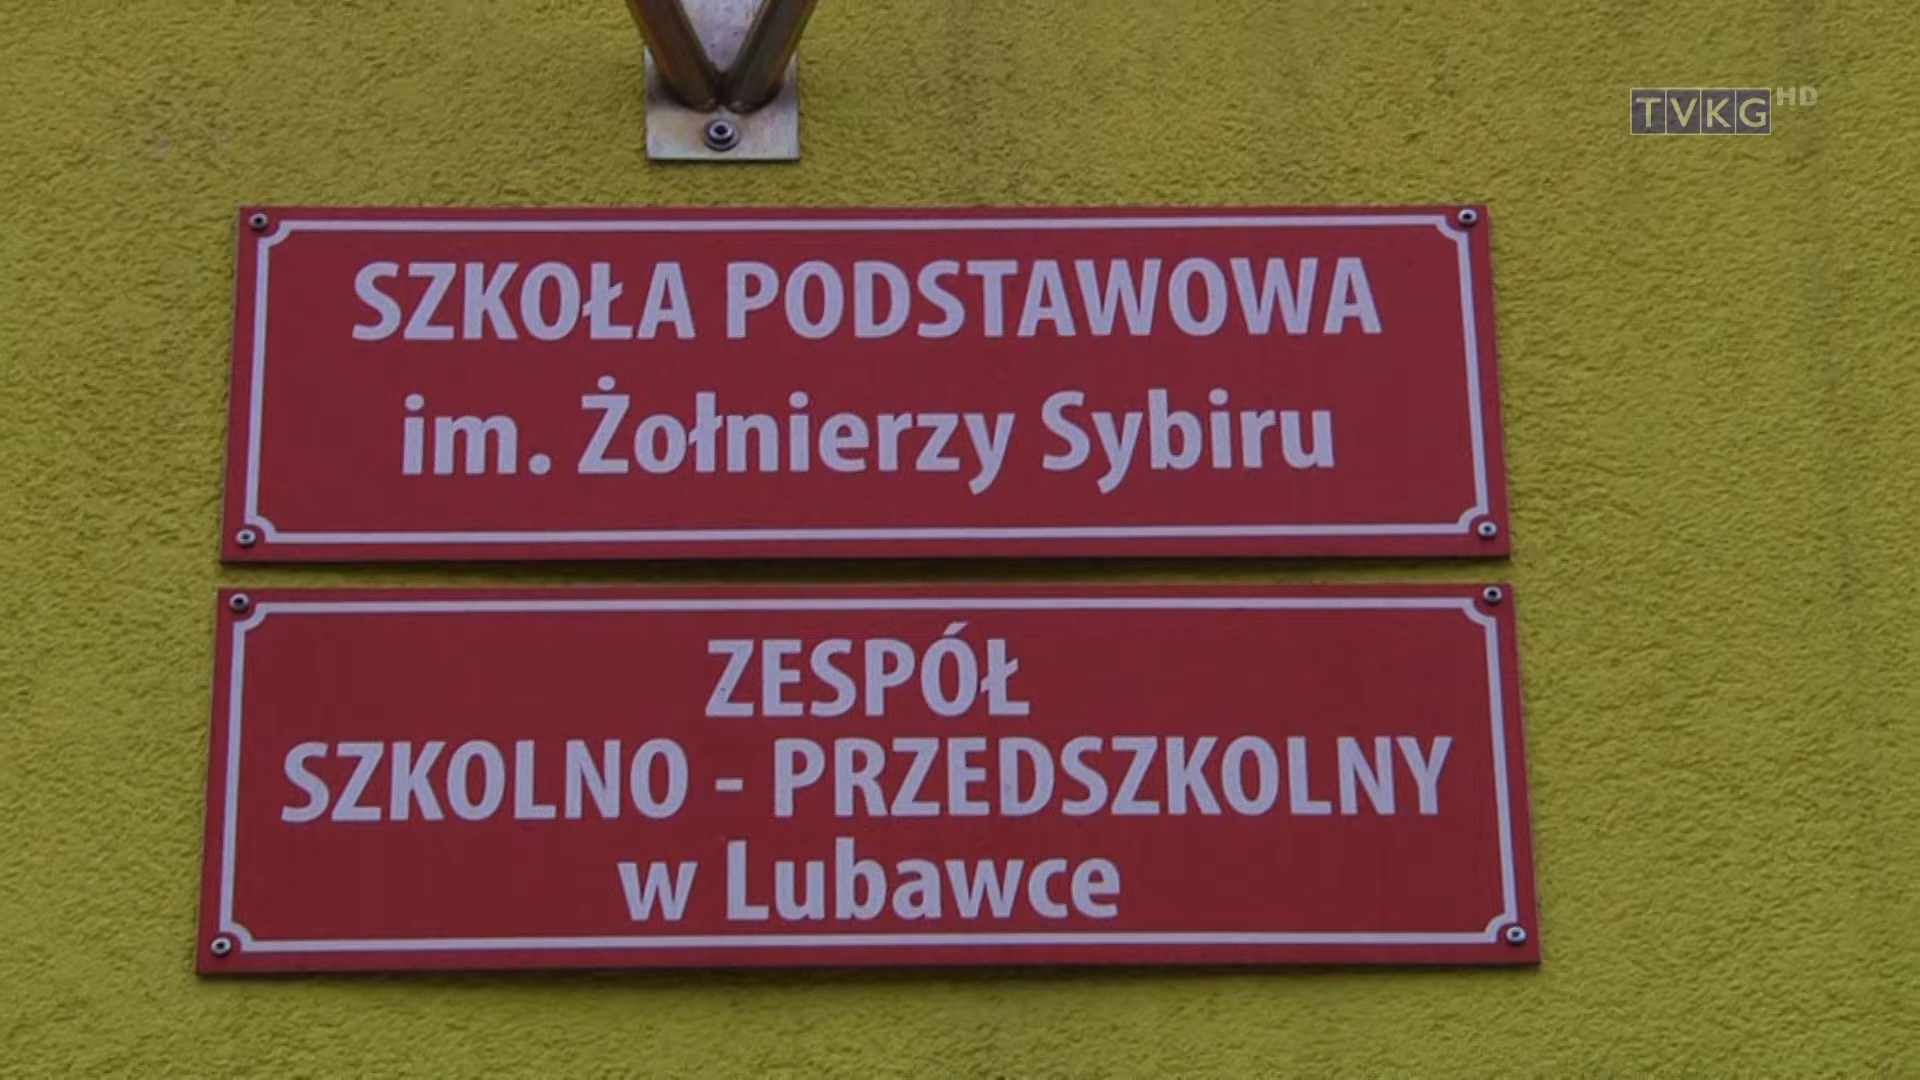 TVKG HD
SZKOŁA PODSTAWOWA
im. Żołnierzy Sybiru
ZESPÓŁ
SZKOLNO - PRZEDSZKOLNY
w Lubawce